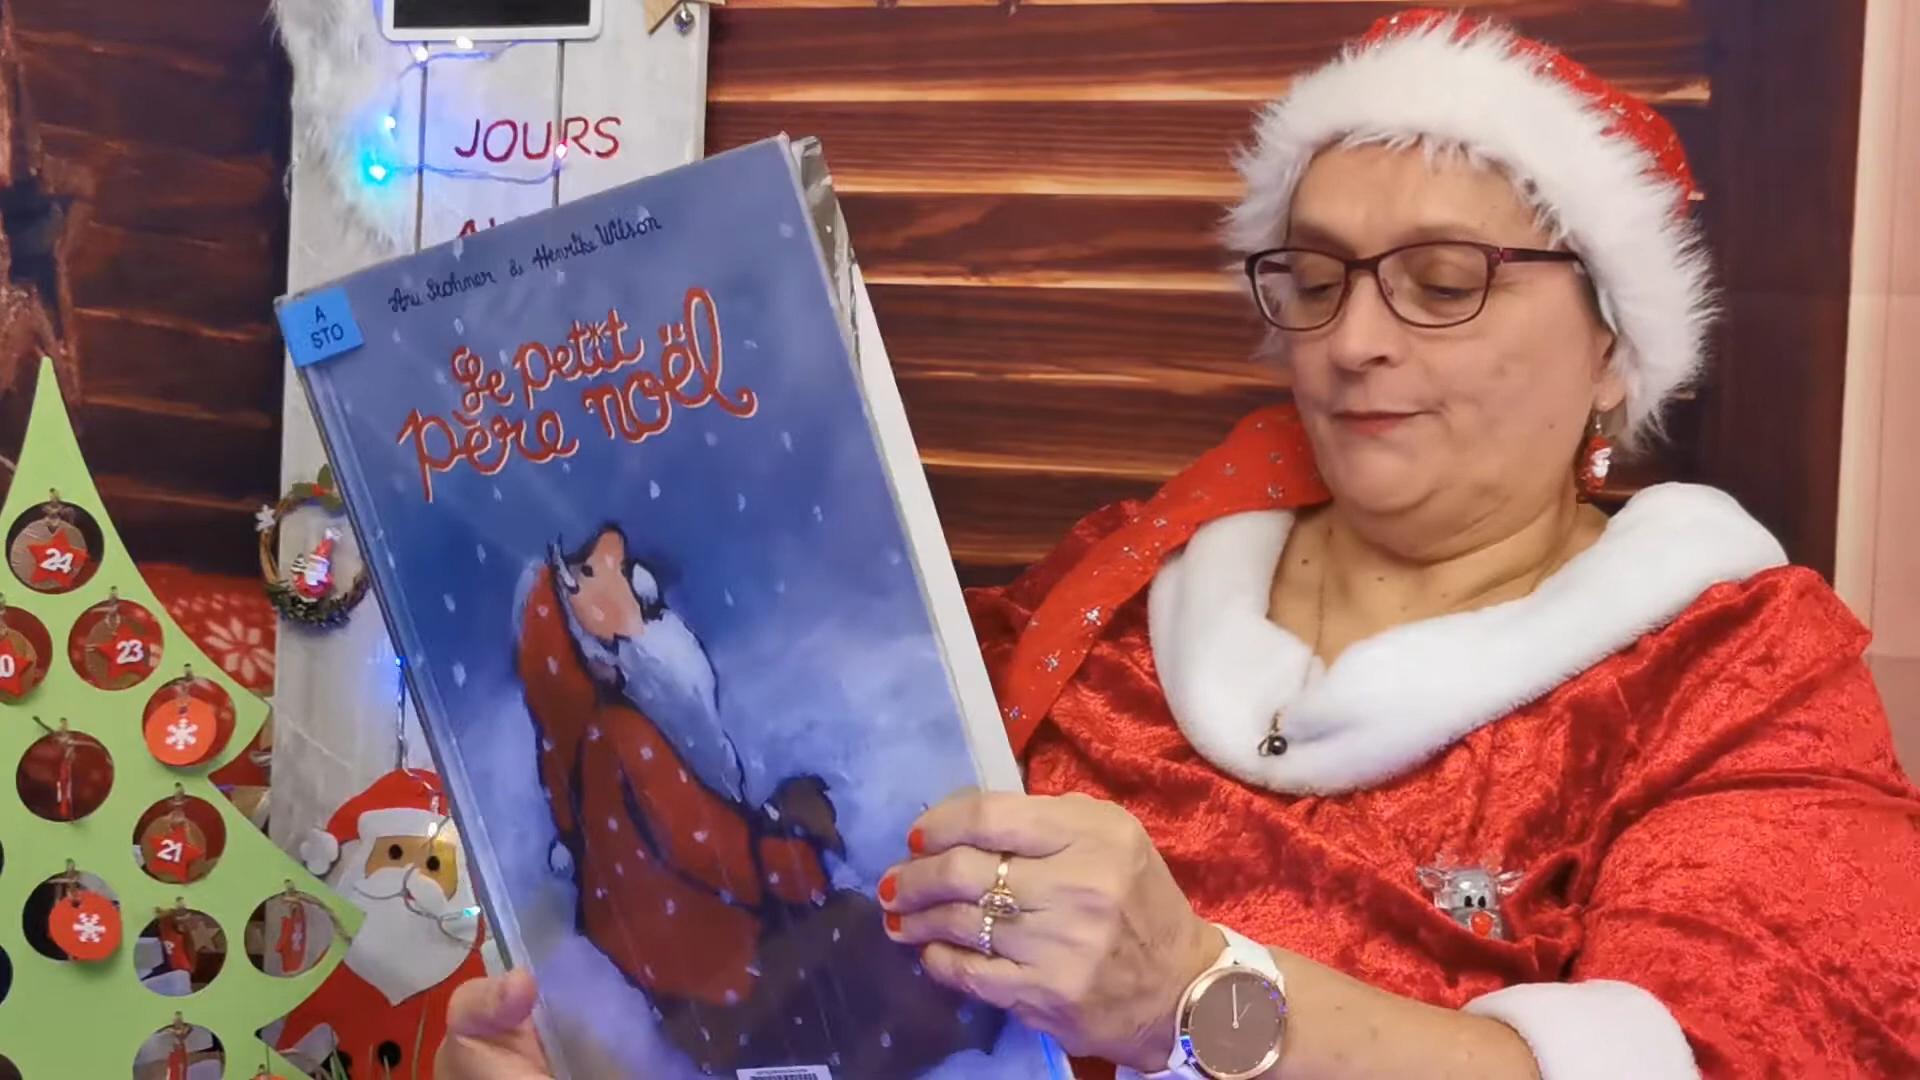 JOURS
Anu Stohner & Henrike Wilson
A
STO
Le petit
père noël
24
23
21